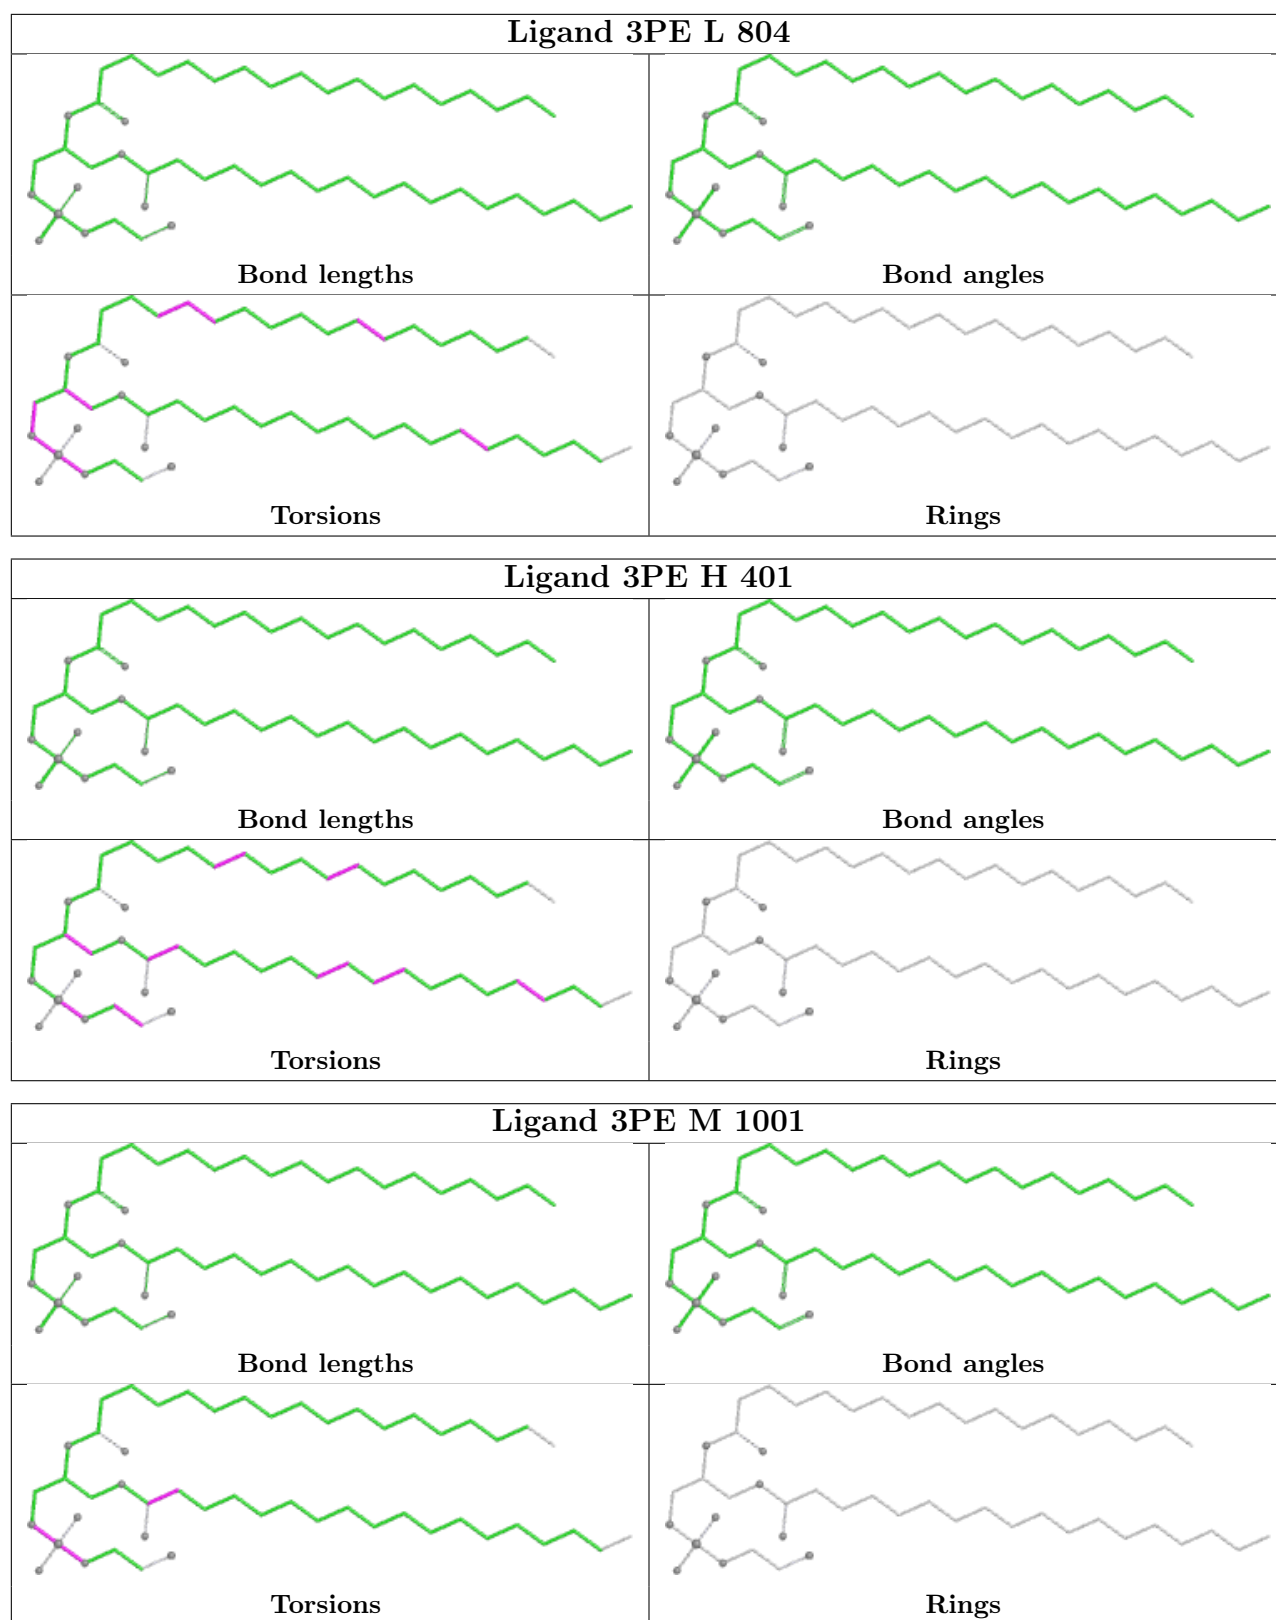 Ligand 3PE L 804
Bond lengths
Bond angles
Torsions
Rings
Ligand 3PE H 401
Bond lengths
Bond angles
Torsions
Rings
Ligand 3PE M 1001
Bond lengths
Bond angles
Torsions
Rings